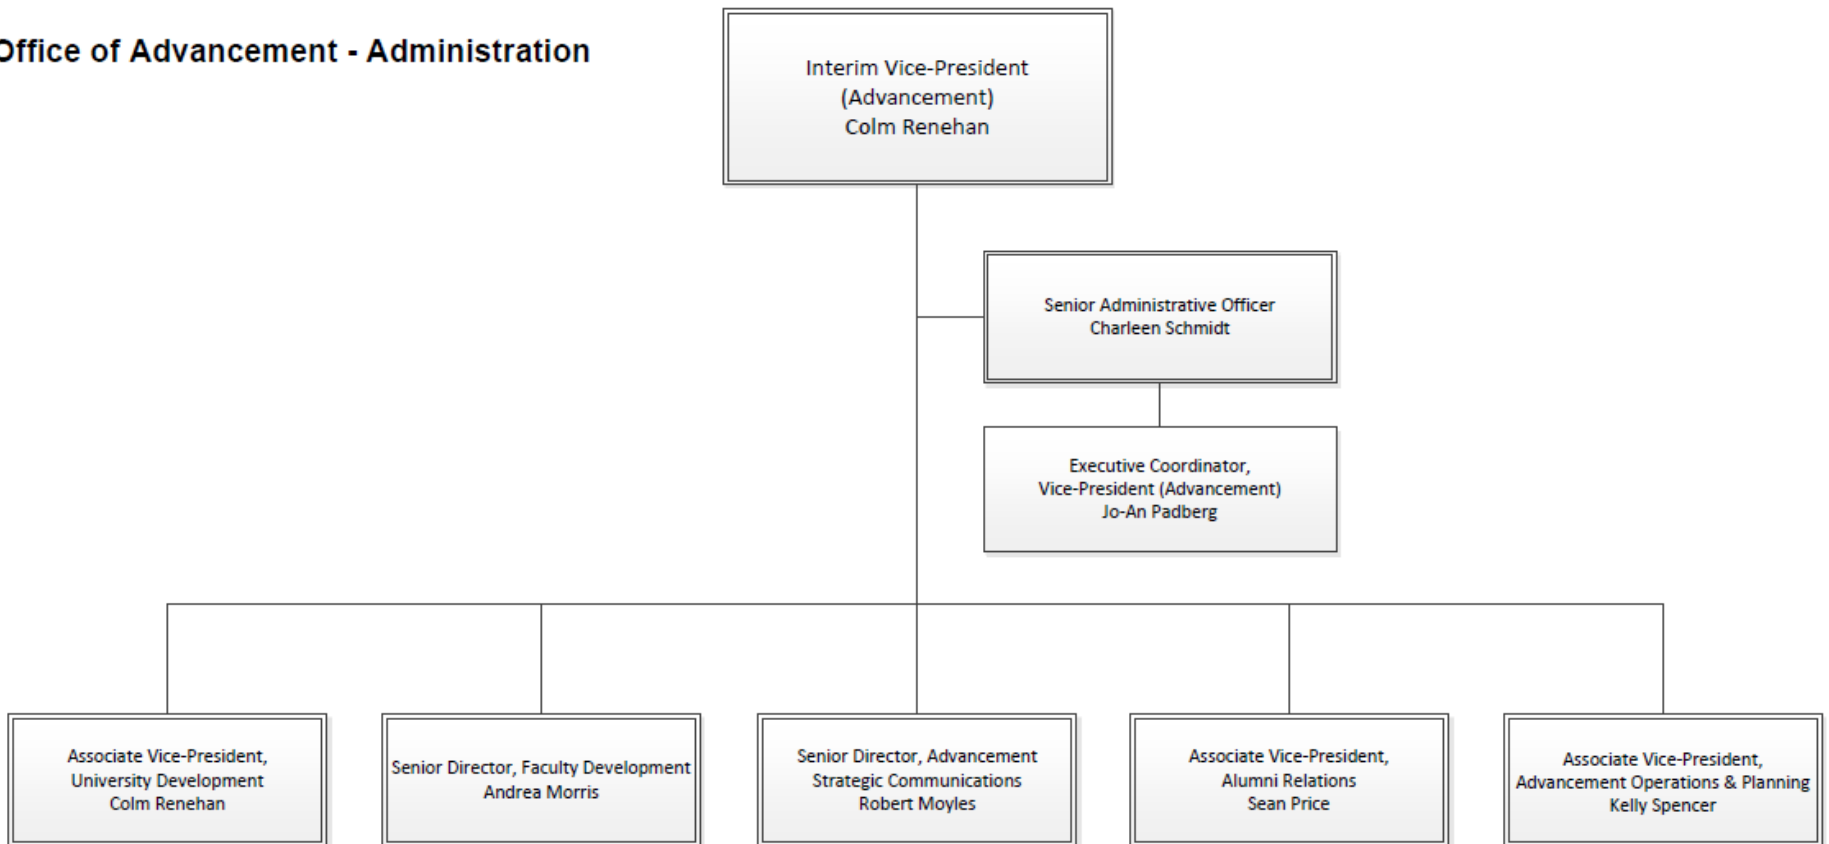 Office of Advancement - Administration
Interim Vice-President
(Advancement)
Colm Renehan
Senior Administrative Officer
Charleen Schmidt
Executive Coordinator,
Vice-President (Advancement)
Jo-An Padberg
Associate Vice-President,
University Development
Colm Renehan
Senior Director, Faculty Development
Andrea Morris
Senior Director, Advancement
Strategic Communications
Robert Moyles
Associate Vice-President,
Alumni Relations
Sean Price
Associate Vice-President,
Advancement Operations & Planning
Kelly Spencer